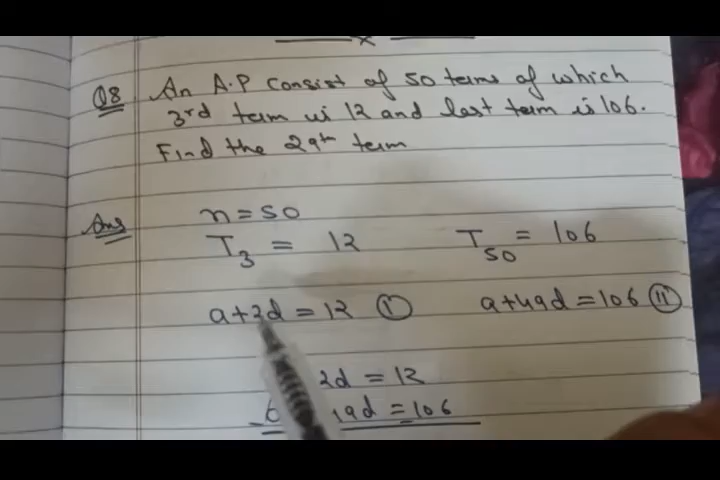 Q8 An A.P consist of 50 terms of which
3rd term is 12 and last term is 106.
Find the 29th term
Ans n = 50
T3 = 12 T50 = 106
a+2d = 12 (i) a+49d = 106 (ii)
2d = 12
19d = 106